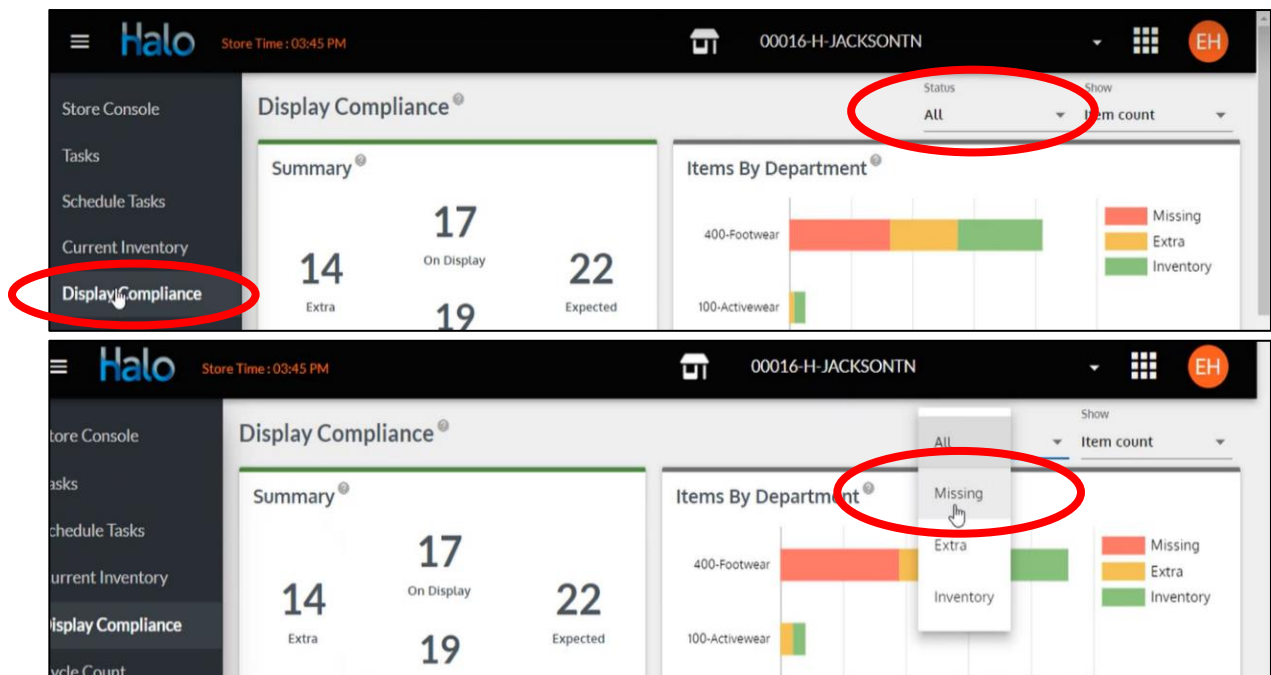 Halo Store Time : 03:45 PM 00016-H-JACKSONTN EH
Store Console
Tasks
Schedule Tasks
Current Inventory
Display Compliance
Display Compliance
Status
All
Show
Item count
Summary
17
On Display
14
Extra
22
Expected
19
Items By Department
400-Footwear
100-Activewear
Missing
Extra
Inventory
Halo Store Time : 03:45 PM 00016-H-JACKSONTN EH
tore Console
asks
chedule Tasks
urrent Inventory
isplay Compliance
ycle Count
Display Compliance
All
Missing
Extra
Inventory
Show
Item count
Summary
17
On Display
14
Extra
22
Expected
19
Items By Department
400-Footwear
100-Activewear
Missing
Extra
Inventory